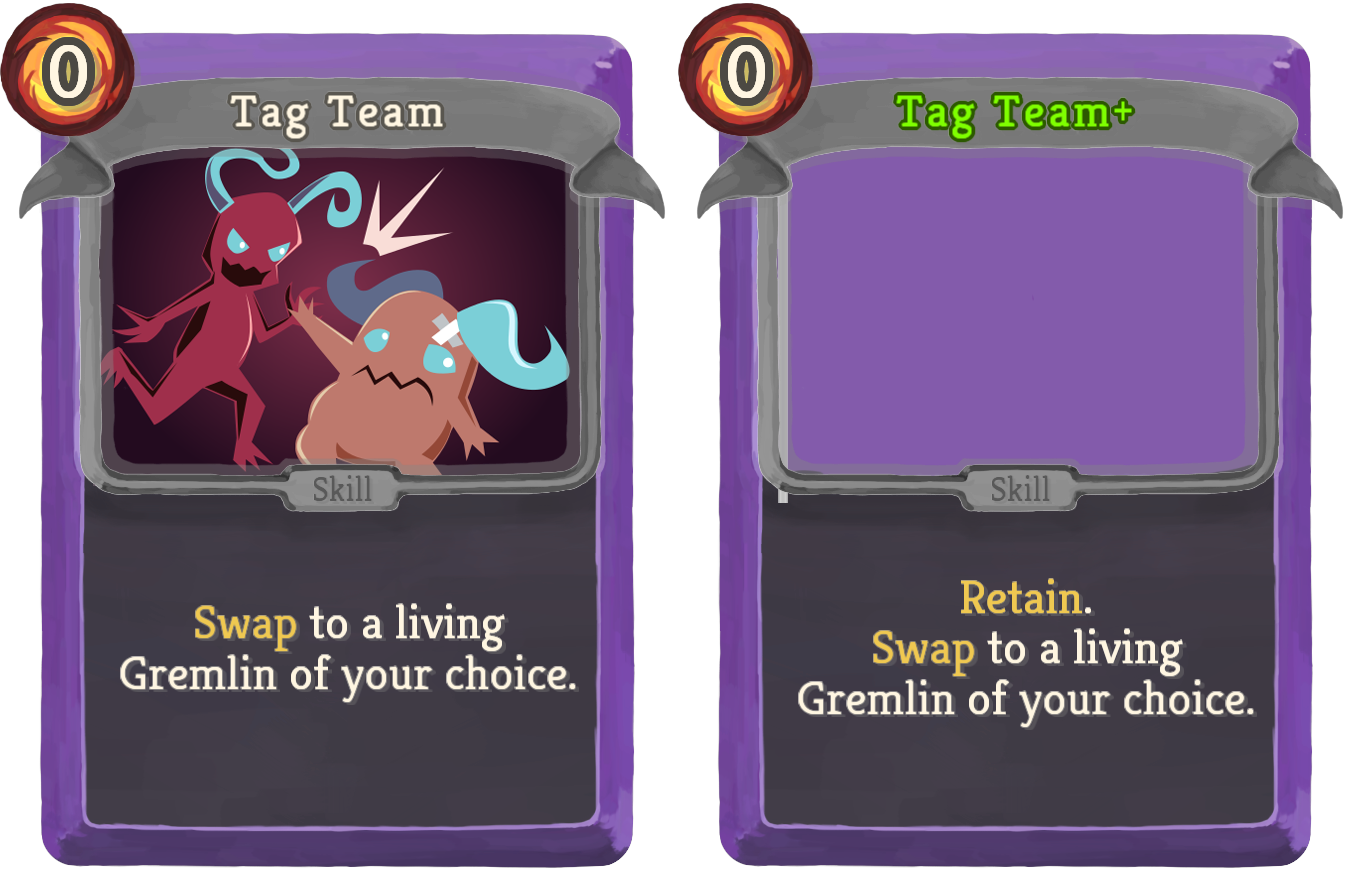 0
Tag Team
Skill
Swap to a living
Gremlin of your choice.
0
Tag Team+
Skill
Retain.
Swap to a living
Gremlin of your choice.